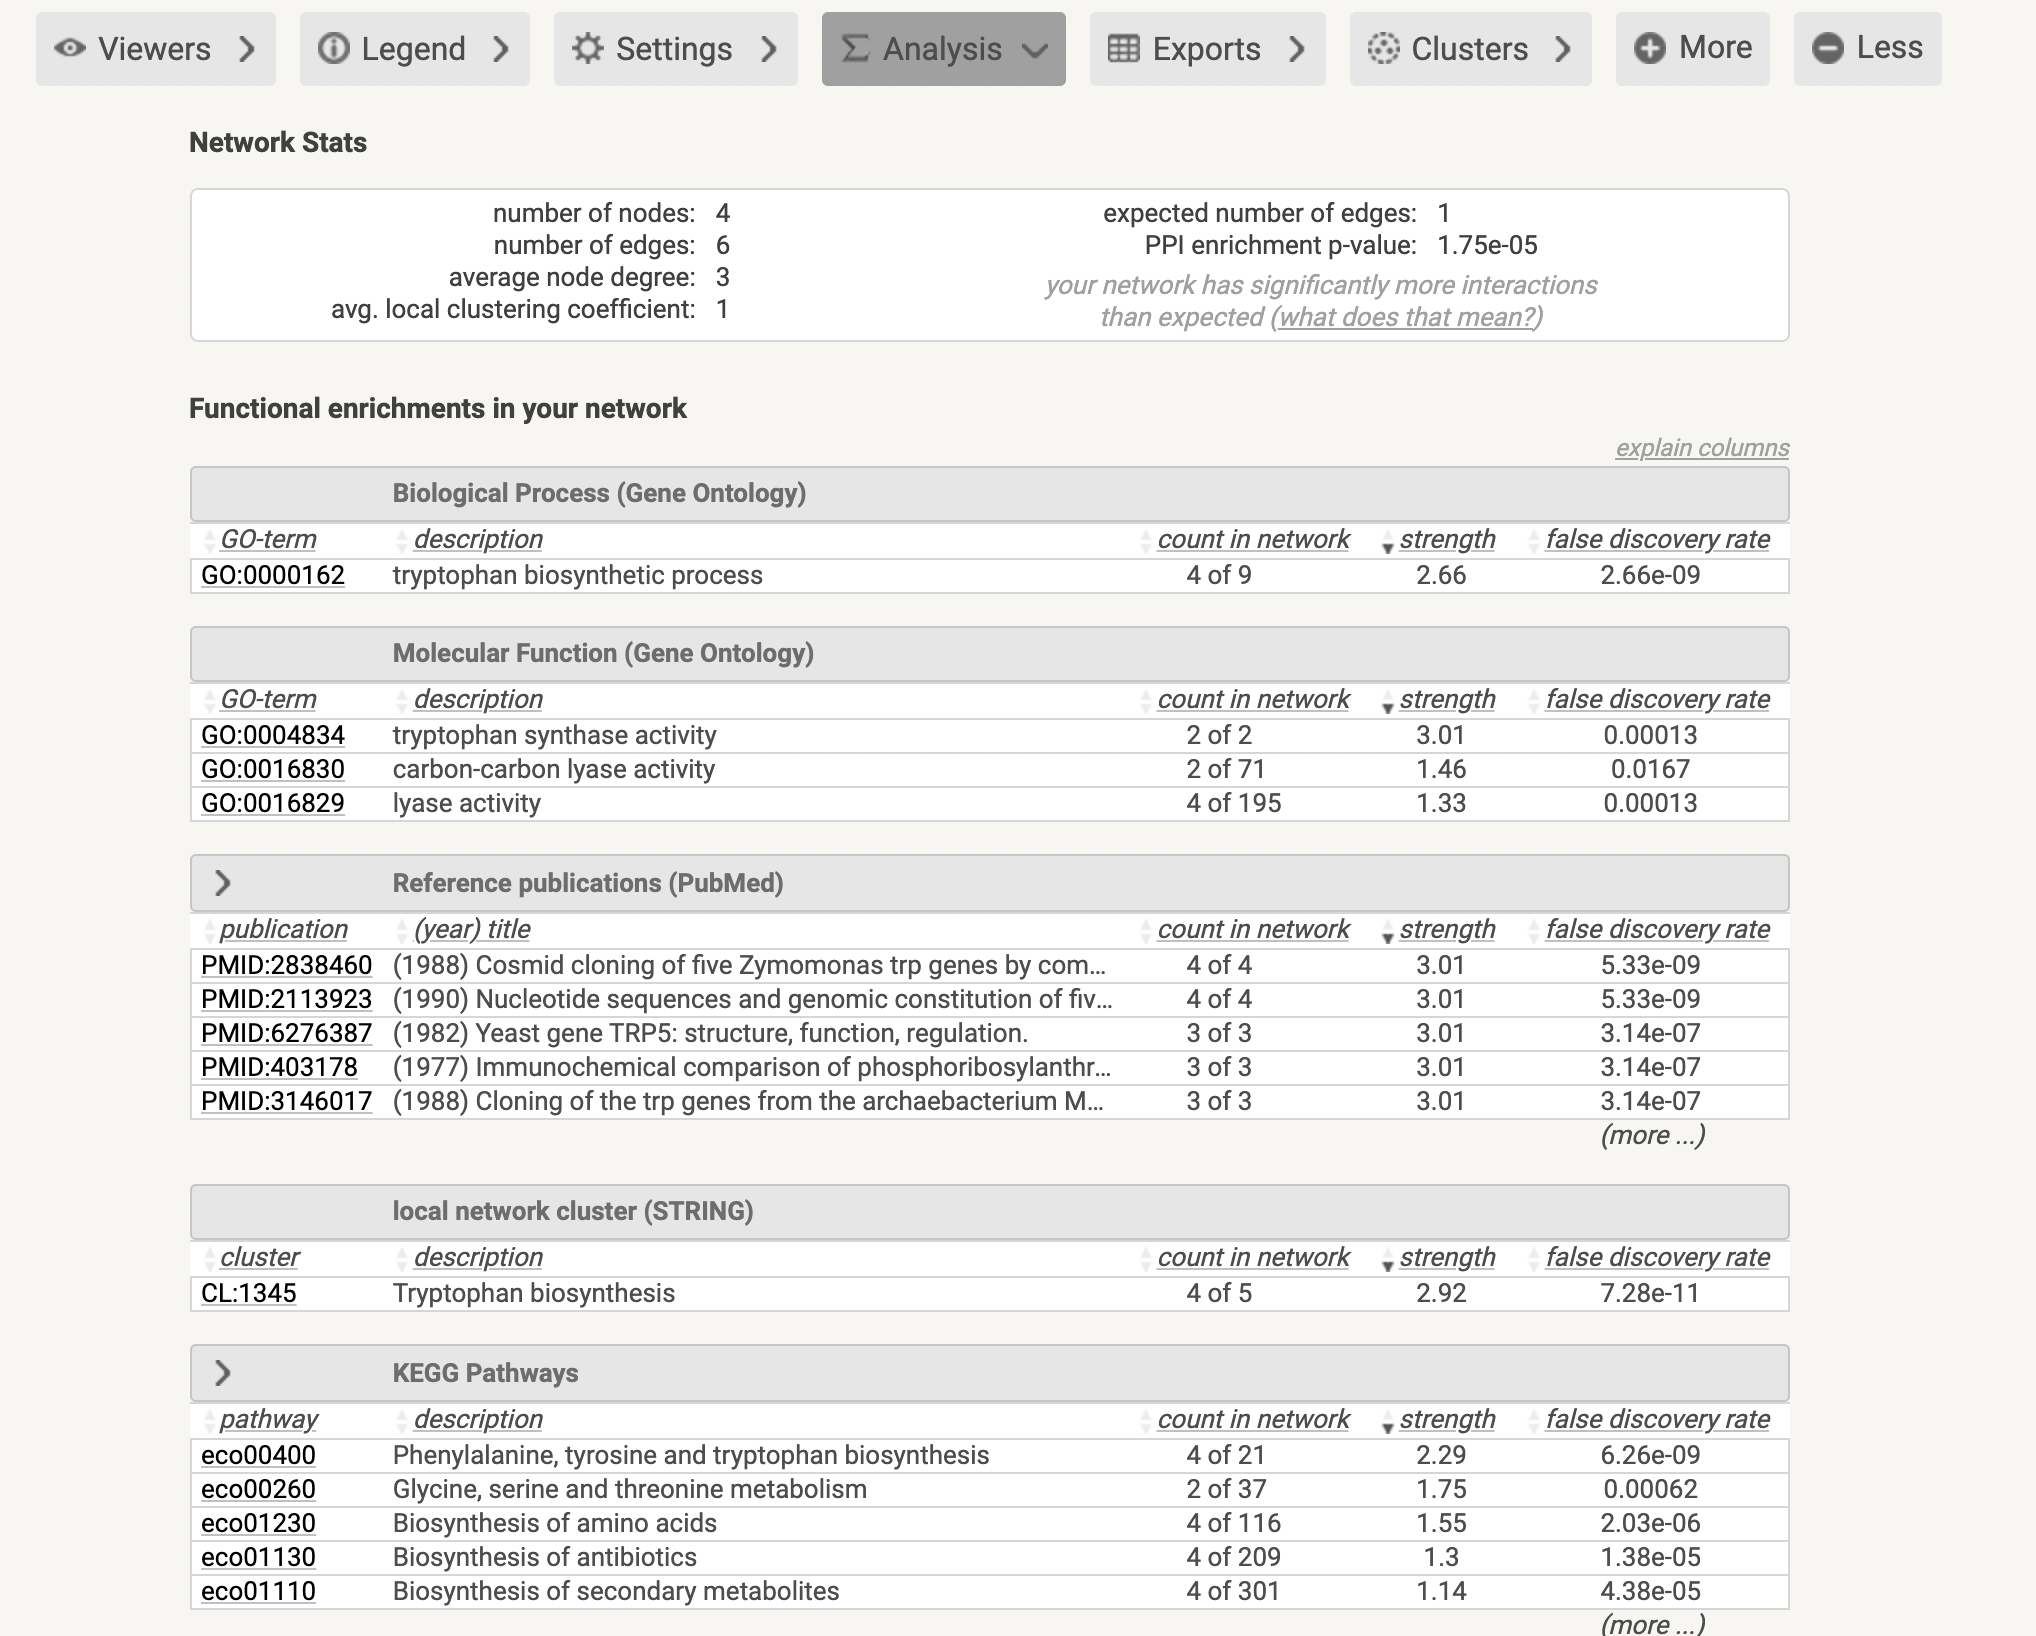 Viewers Legend Settings Analysis Exports Clusters More Less
Network Stats
number of nodes: 4
number of edges: 6
average node degree: 3
avg. local clustering coefficient: 1
expected number of edges: 1
PPI enrichment p-value: 1.75e-05
your network has significantly more interactions
than expected (what does that mean?)
Functional enrichments in your network
explain columns
Biological Process (Gene Ontology)
GO-term description count in network strength false discovery rate
GO:0000162 tryptophan biosynthetic process 4 of 9 2.66 2.66e-09
Molecular Function (Gene Ontology)
GO-term description count in network strength false discovery rate
GO:0004834 tryptophan synthase activity 2 of 2 3.01 0.00013
GO:0016830 carbon-carbon lyase activity 2 of 71 1.46 0.0167
GO:0016829 lyase activity 4 of 195 1.33 0.00013
Reference publications (PubMed)
publication (year) title count in network strength false discovery rate
PMID:2838460 (1988) Cosmid cloning of five Zymomonas trp genes by com... 4 of 4 3.01 5.33e-09
PMID:2113923 (1990) Nucleotide sequences and genomic constitution of fiv... 4 of 4 3.01 5.33e-09
PMID:6276387 (1982) Yeast gene TRP5: structure, function, regulation. 3 of 3 3.01 3.14e-07
PMID:403178 (1977) Immunochemical comparison of phosphoribosylanthr... 3 of 3 3.01 3.14e-07
PMID:3146017 (1988) Cloning of the trp genes from the archaebacterium M... 3 of 3 3.01 3.14e-07
(more ...)
local network cluster (STRING)
cluster description count in network strength false discovery rate
CL:1345 Tryptophan biosynthesis 4 of 5 2.92 7.28e-11
KEGG Pathways
pathway description count in network strength false discovery rate
eco00400 Phenylalanine, tyrosine and tryptophan biosynthesis 4 of 21 2.29 6.26e-09
eco00260 Glycine, serine and threonine metabolism 2 of 37 1.75 0.00062
eco01230 Biosynthesis of amino acids 4 of 116 1.55 2.03e-06
eco01130 Biosynthesis of antibiotics 4 of 209 1.3 1.38e-05
eco01110 Biosynthesis of secondary metabolites 4 of 301 1.14 4.38e-05
(more ...)